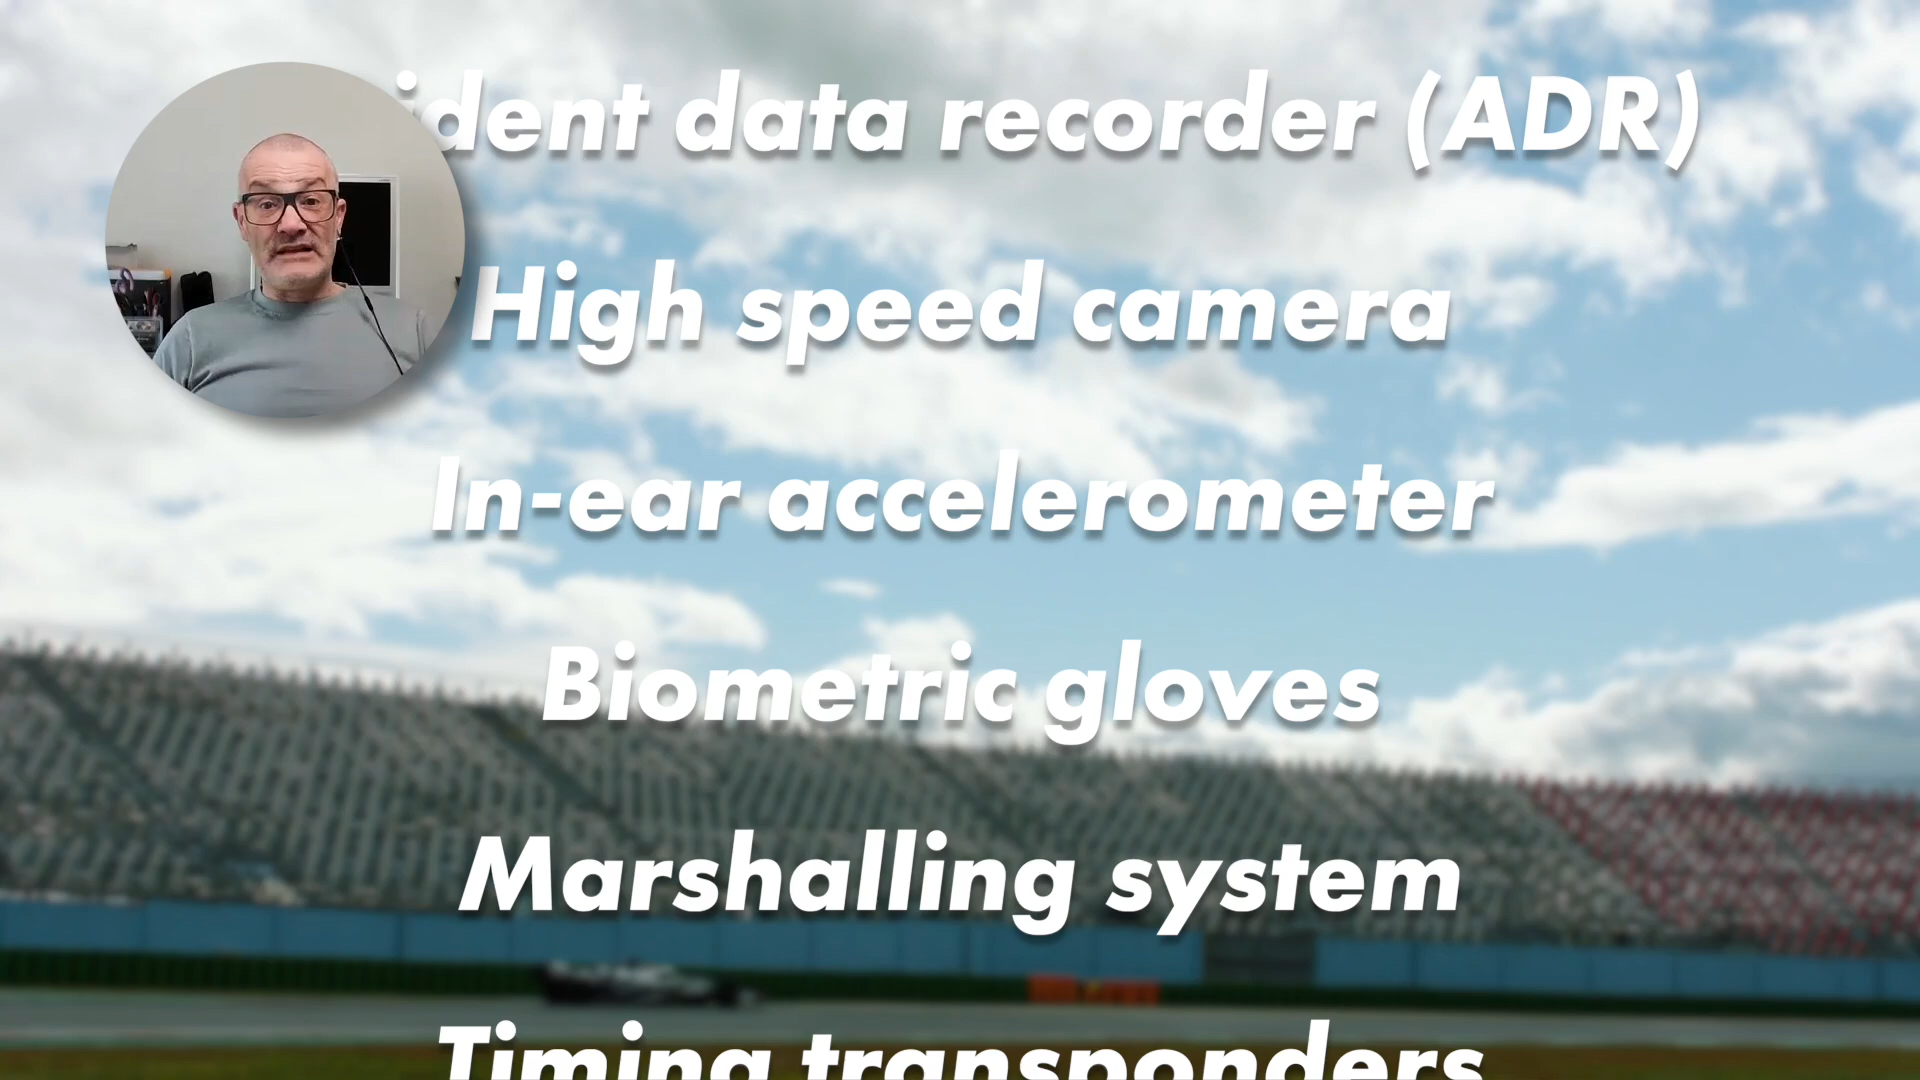 ident data recorder (ADR)
High speed camera
In-ear accelerometer
Biometric gloves
Marshalling system
Timing transponders